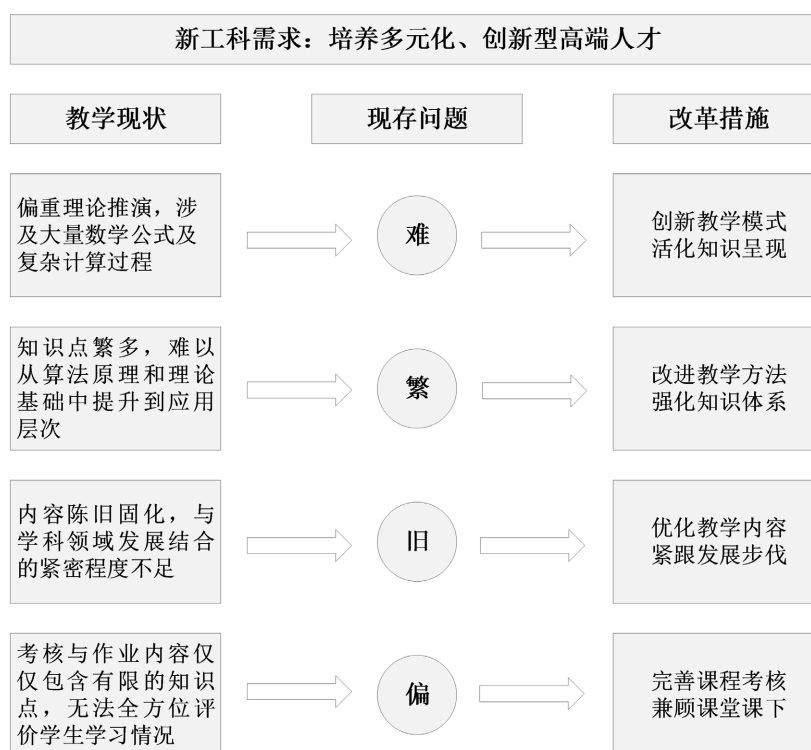 新工科需求：培养多元化、创新型高端人才
教学现状
现存问题
改革措施
偏重理论推演，涉
及大量数学公式及
复杂计算过程
难
创新教学模式
活化知识呈现
知识点繁多，难以
从算法原理和理论
基础中提升到应用
层次
繁
改进教学方法
强化知识体系
内容陈旧固化，与
学科领域发展结合
的紧密程度不足
旧
优化教学内容
紧跟发展步伐
考核与作业内容仅
仅包含有限的知识
点，无法全方位评
价学生学习情况
偏
完善课程考核
兼顾课堂课下